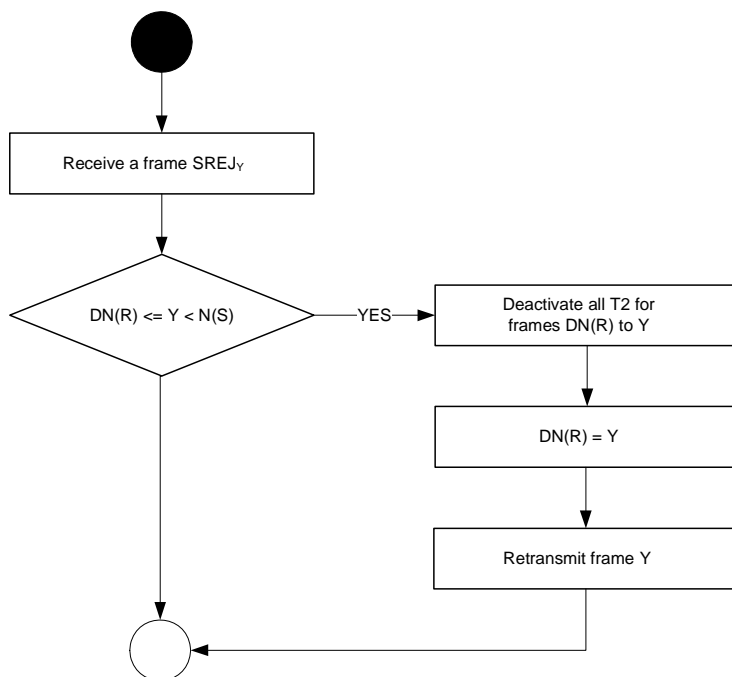 Receive a frame SREJY
DN(R) <= Y < N(S)
YES
Deactivate all T2 for
frames DN(R) to Y
DN(R) = Y
Retransmit frame Y